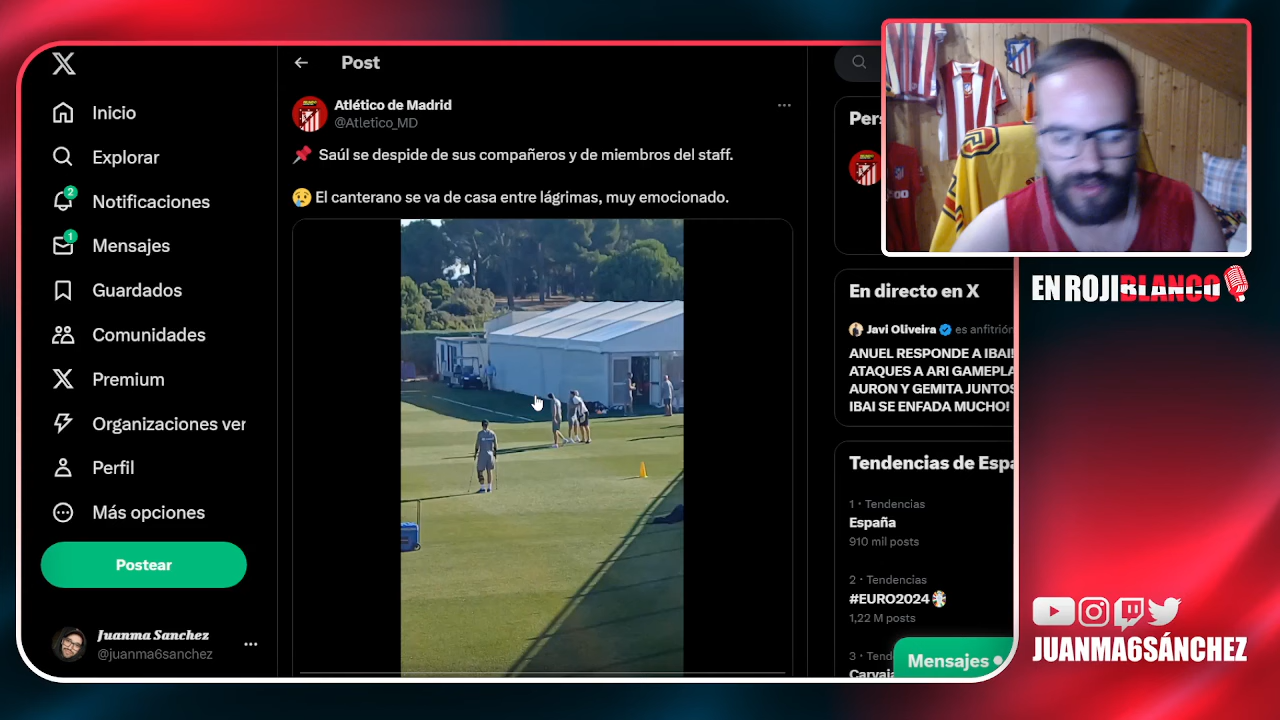 Inicio
Explorar
2
Notificaciones
1
Mensajes
Guardados
Comunidades
Premium
Organizaciones ver
Perfil
Más opciones
Postear
Juanma Sanchez
@juanma6sanchez
Post
Atlético de Madrid
@Atletico_MD
Saúl se despide de sus compañeros y de miembros del staff.
El canterano se va de casa entre lágrimas, muy emocionado.
Per
En directo en X
Javi Oliveira es anfitrión
ANUEL RESPONDE A IBAI!
ATAQUES A ARI GAMEPLA
AURON Y GEMITA JUNTOS
IBAI SE ENFADA MUCHO!
Tendencias de Espa
1 · Tendencias
España
910 mil posts
2 · Tendencias
#EURO2024
1,22 M posts
3 · Tend
Carvaja
Mensajes
EN ROJIBLANCO
JUANMA6SÁNCHEZ